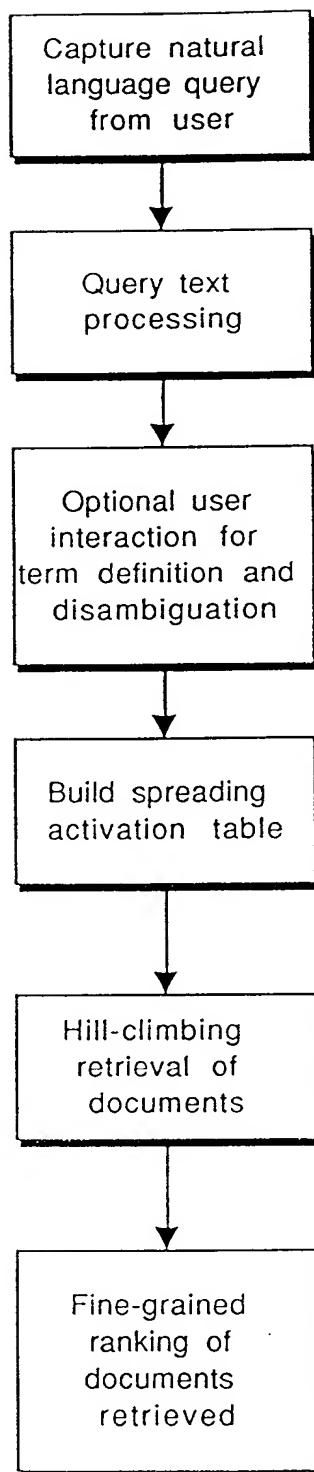 Capture natural
language query
from user
Query text
processing
Optional user
interaction for
term definition and
disambiguation
Build spreading
activation table
Hill-climbing
retrieval of
documents
Fine-grained
ranking of
documents
retrieved